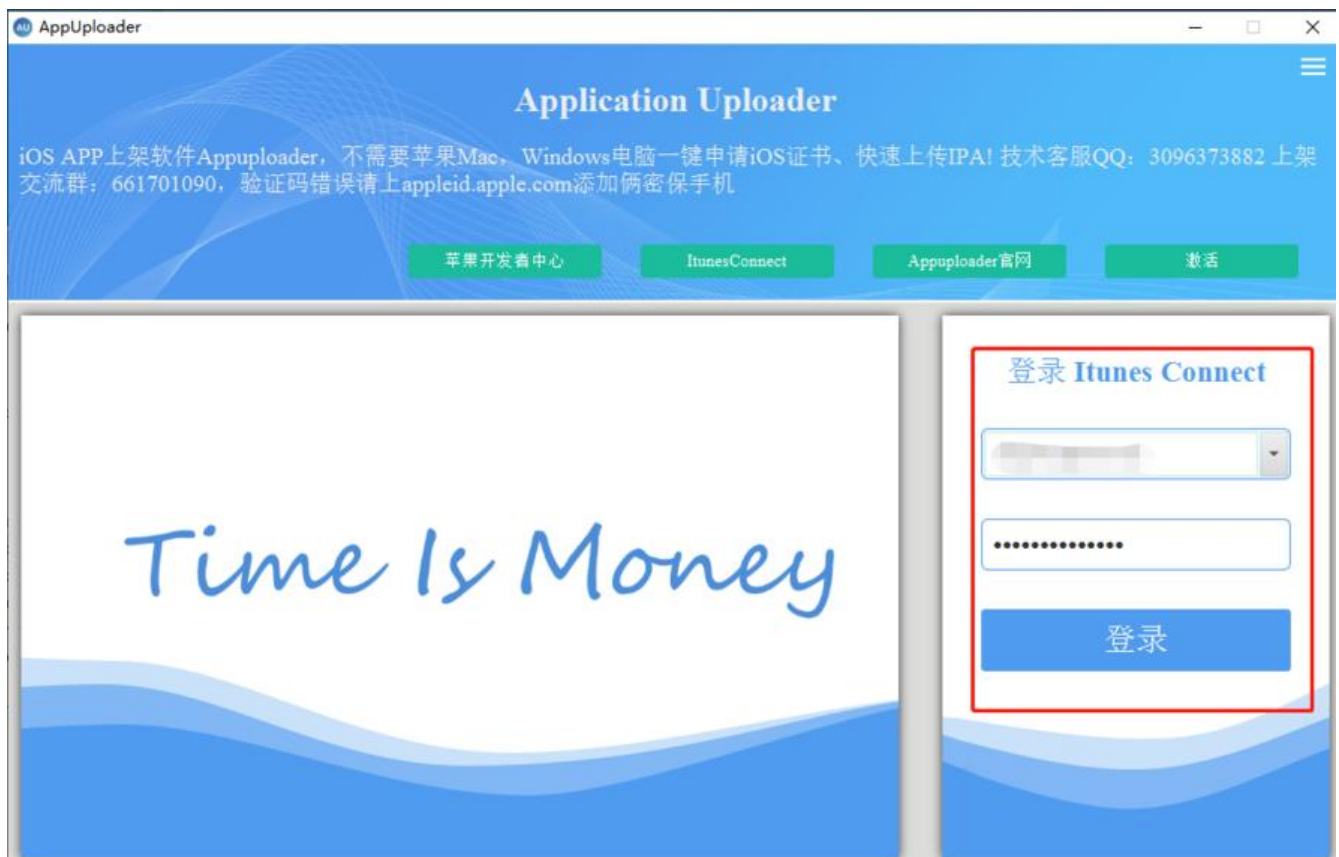 AppUploader
Application Uploader
iOS APP上架软件Appuploader，不需要苹果Mac，Windows电脑一键申请iOS证书、快速上传IPA! 技术客服QQ：3096373882 上架
交流群：661701090，验证码错误请上appleid.apple.com添加俩密保手机
苹果开发者中心
ItunesConnect
Appuploader官网
激活
登录 Itunes Connect
Time Is Money
登录